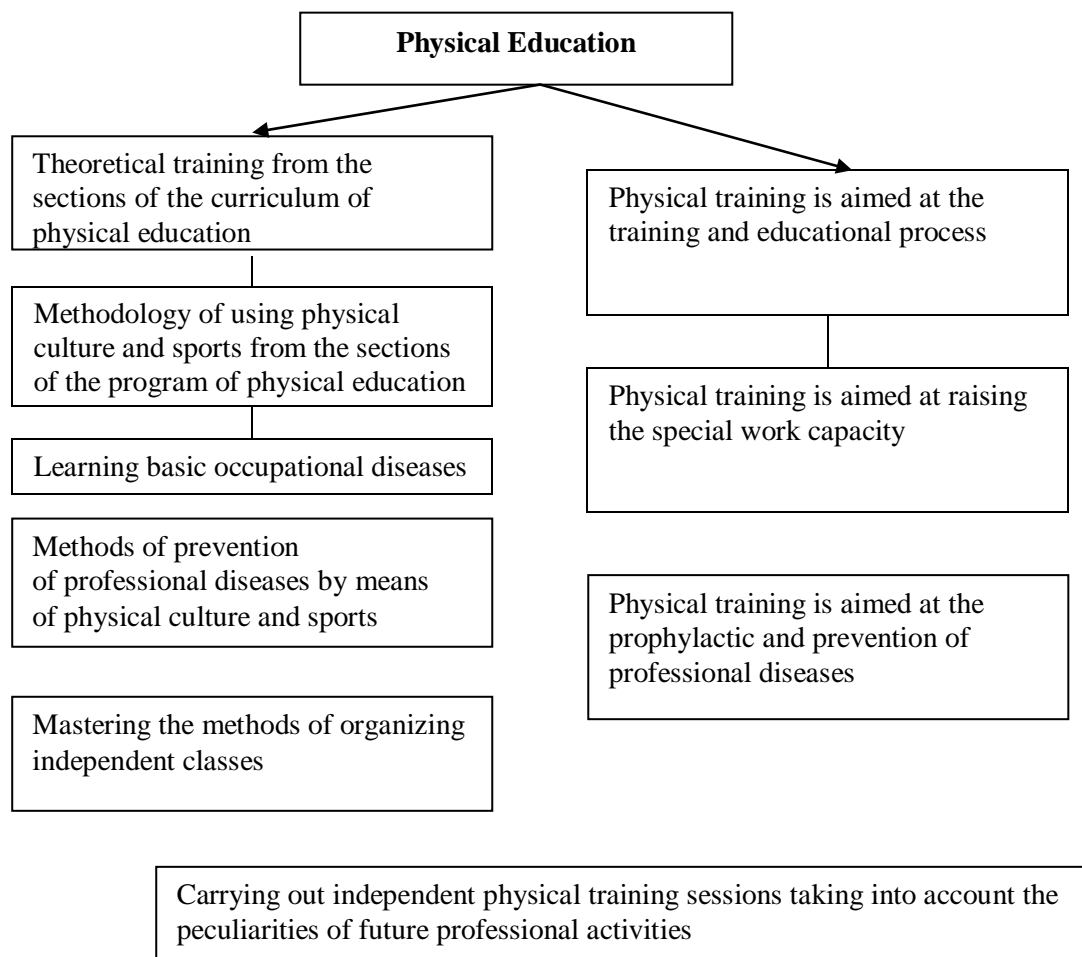 Physical Education
Theoretical training from the
sections of the curriculum of
physical education
Methodology of using physical
culture and sports from the sections
of the program of physical education
Learning basic occupational diseases
Methods of prevention
of professional diseases by means
of physical culture and sports
Mastering the methods of organizing
independent classes
Physical training is aimed at the
training and educational process
Physical training is aimed at raising
the special work capacity
Physical training is aimed at the
prophylactic and prevention of
professional diseases
Carrying out independent physical training sessions taking into account the
peculiarities of future professional activities